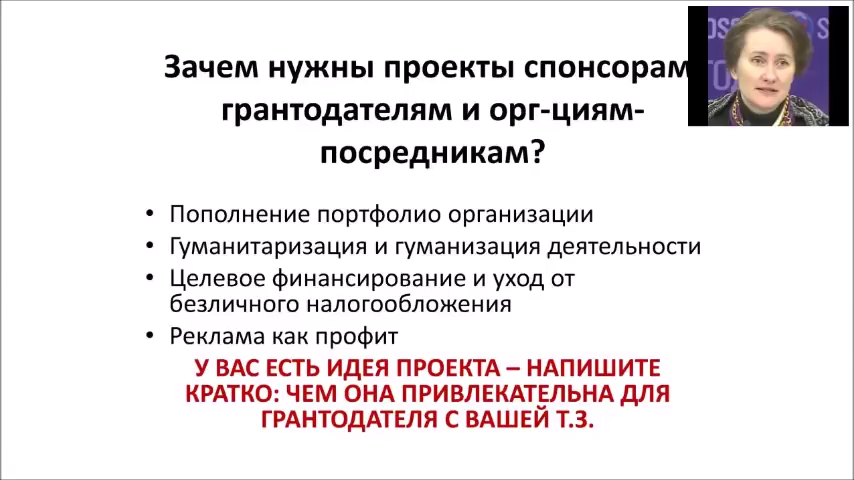 Зачем нужны проекты спонсорам
грантодателям и орг-циям-
посредникам?
• Пополнение портфолио организации
• Гуманитаризация и гуманизация деятельности
• Целевое финансирование и уход от
безличного налогообложения
• Реклама как профит
У ВАС ЕСТЬ ИДЕЯ ПРОЕКТА – НАПИШИТЕ
КРАТКО: ЧЕМ ОНА ПРИВЛЕКАТЕЛЬНА ДЛЯ
ГРАНТОДАТЕЛЯ С ВАШЕЙ Т.З.